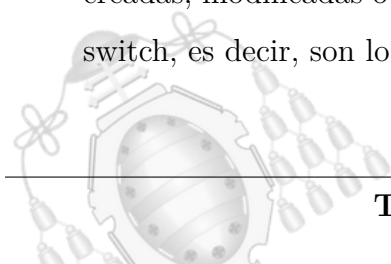 creadas, modificadas o
switch, es decir, son lo
T